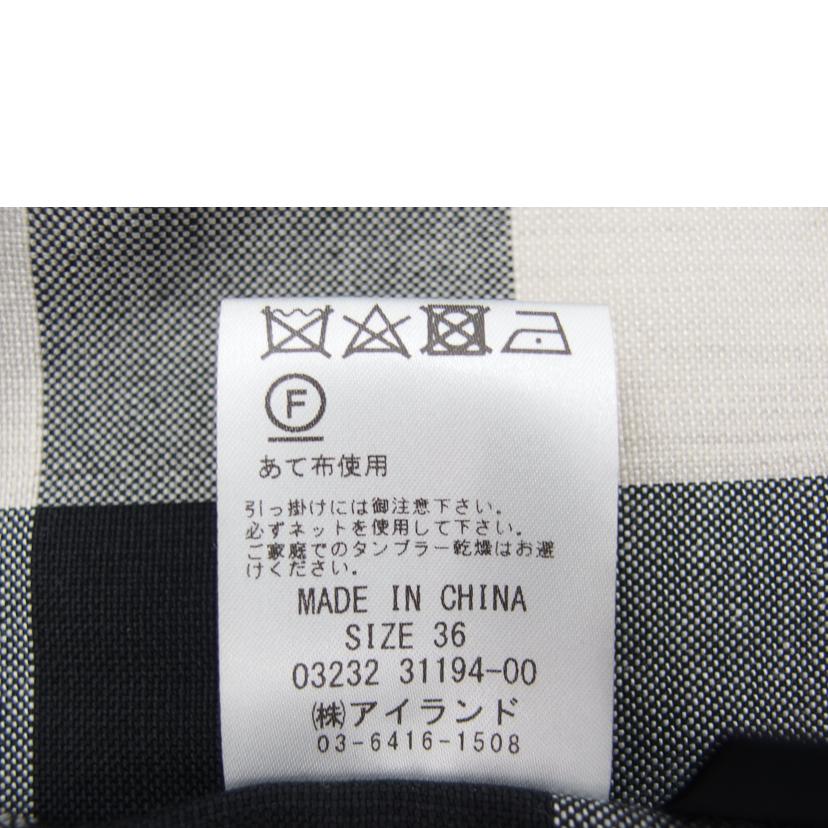 F
あて布使用
引っ掛けには御注意下さい。
必ずネットを使用して下さい。
ご家庭でのタンブラー乾燥はお避
けください。
MADE IN CHINA
SIZE 36
03232 31194-00
㈱アイランド
03-6416-1508